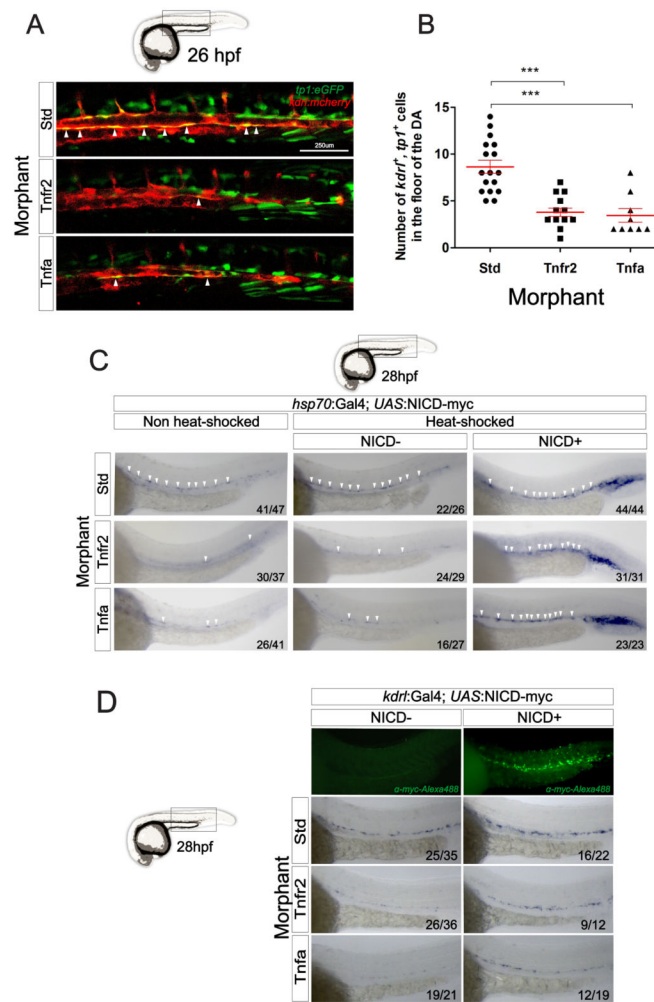 A
26 hpf
tp1:eGFP
kdrl:mcherry
250um
Morphant
Std
Tnfr2
Tnfa
B
***
***
Number of kdrl⁺, tp1⁺ cells
in the floor of the DA
15
10
5
0
Std Tnfr2 Tnfa
Morphant
C
28hpf
hsp70:Gal4; UAS:NICD-myc
Non heat-shocked Heat-shocked
NICD- NICD+
Morphant
Std
41/47 22/26 44/44
Tnfr2
30/37 24/29 31/31
Tnfa
26/41 16/27 23/23
D
28hpf
kdrl:Gal4; UAS:NICD-myc
NICD- NICD+
α-myc-Alexa488 α-myc-Alexa488
Morphant
Std
25/35 16/22
Tnfr2
26/36 9/12
Tnfa
19/21 12/19